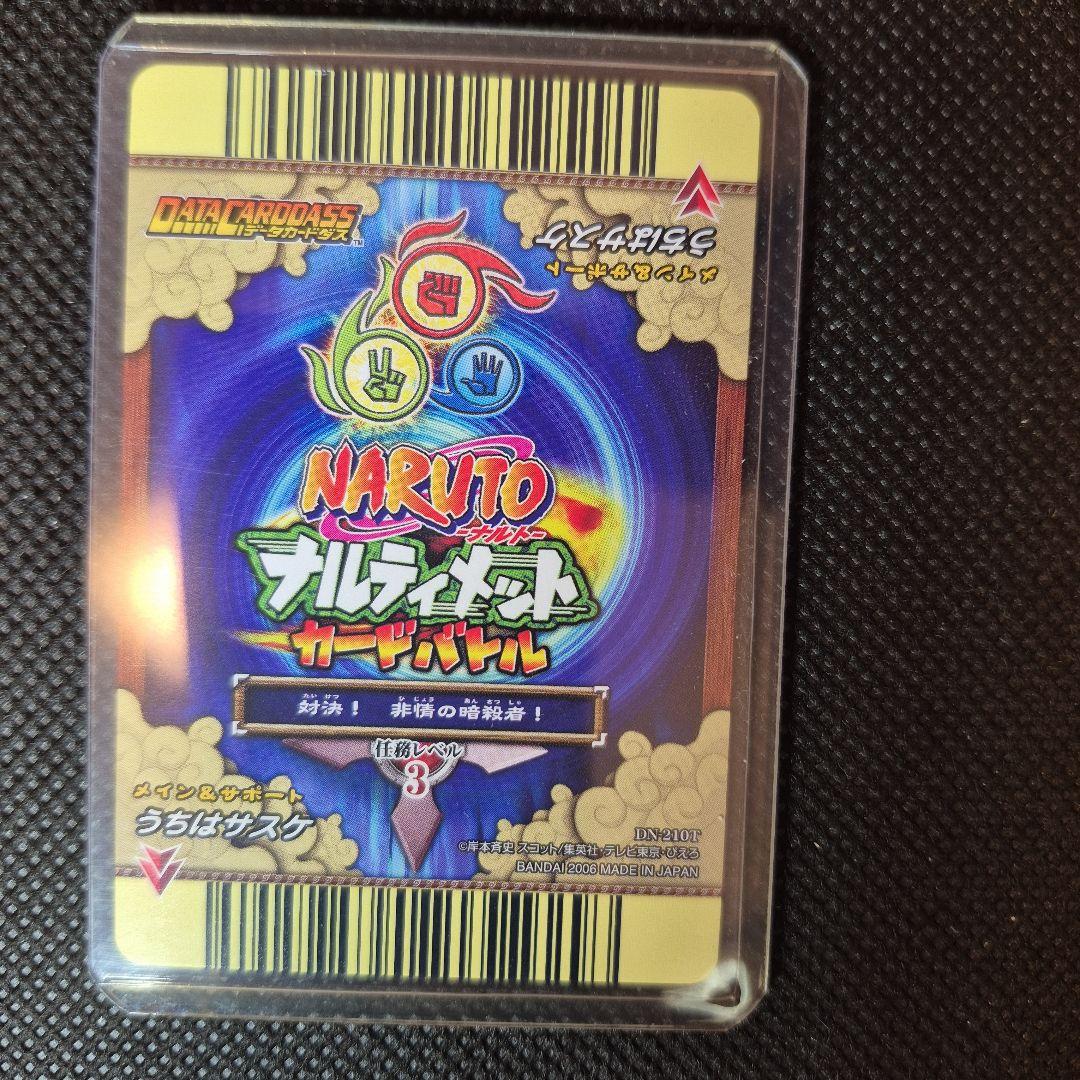 DATACARDDASS
データカードダス™
うちはサスケ
メイン&サポート
NARUTO
-ナルト-
ナルティメット
カードバトル
対決! 非情の暗殺者!
任務レベル
3
メイン&サポート
うちはサスケ
DN-210T
©岸本斉史 スコット/集英社・テレビ東京・ぴえろ
BANDAI 2006 MADE IN JAPAN